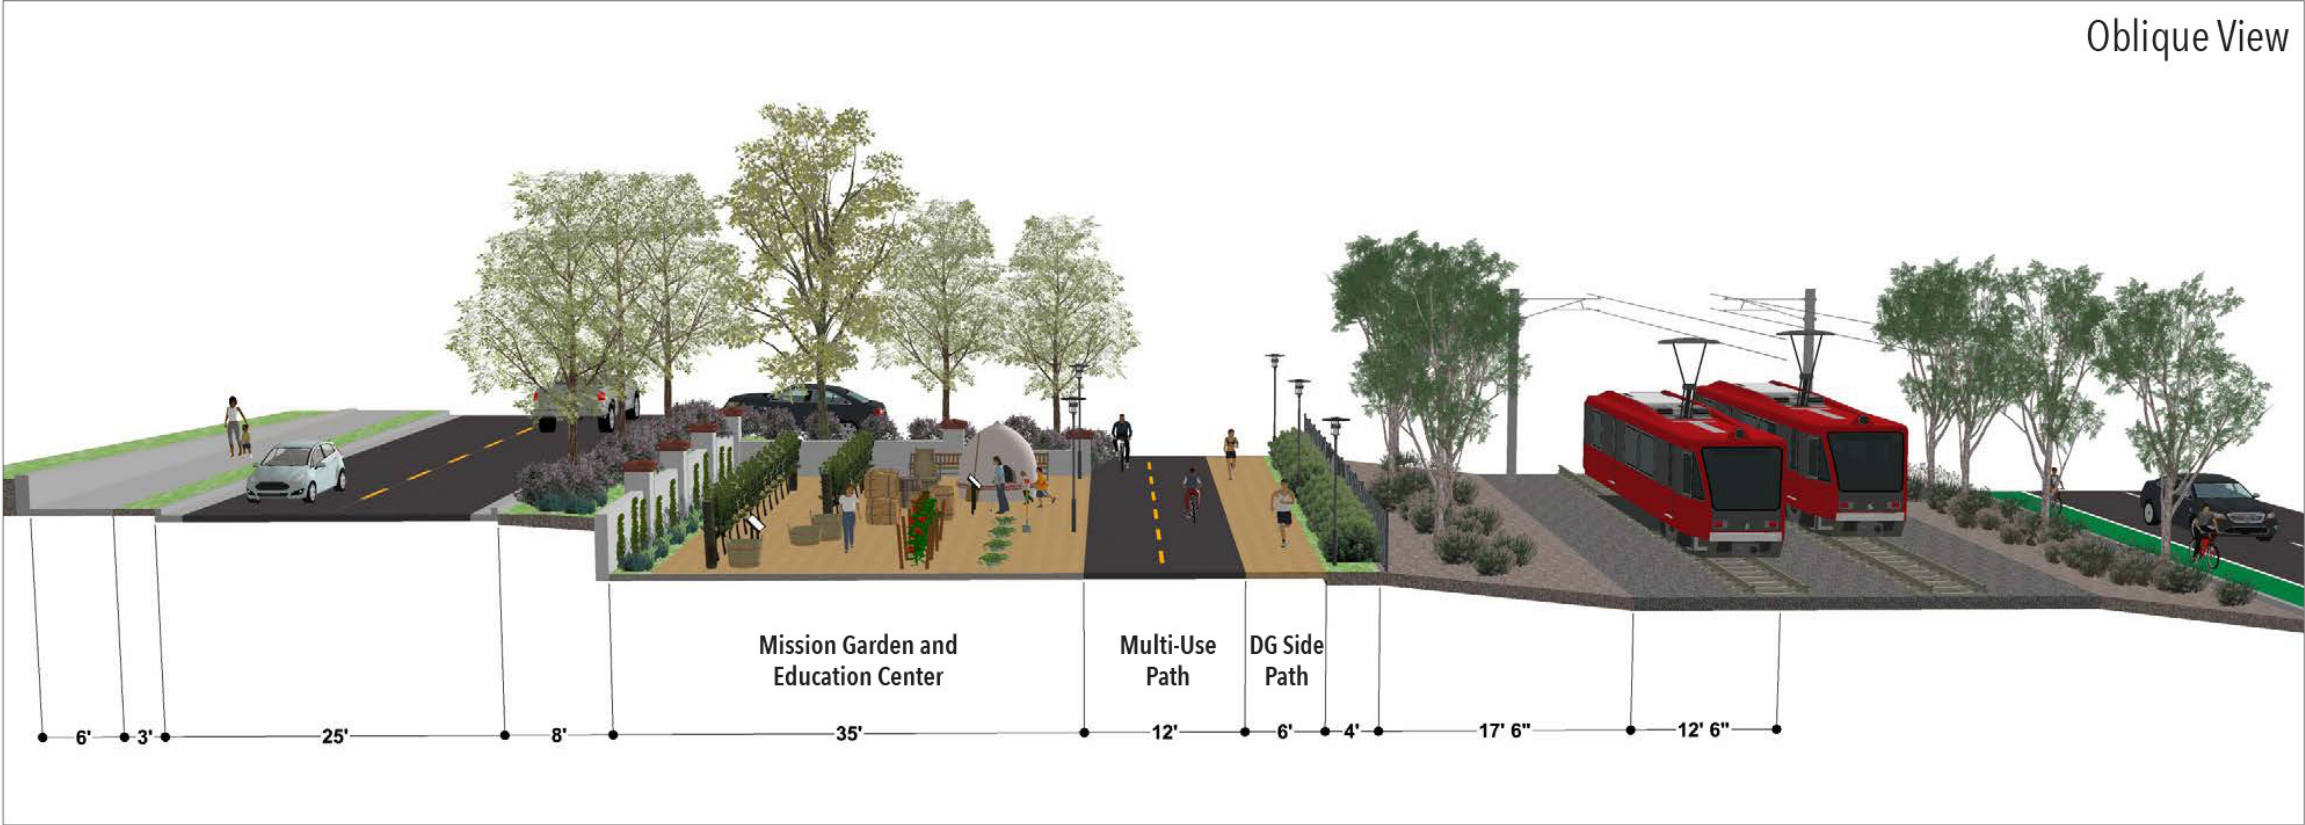 Oblique View
Mission Garden and
Education Center
Multi-Use
Path
DG Side
Path
6'
3'
25'
8'
35'
12'
6'
4'
17' 6"
12' 6"